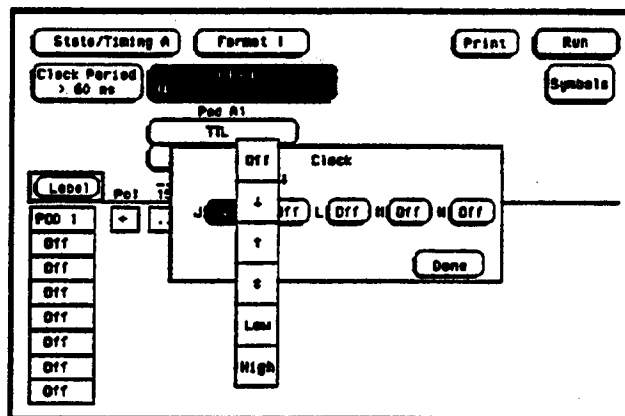 State/Timing A Format 1 Print Run
Clock Period
> 60 ns
Symbols
Pod A1
TTL
Clock
Off
↓
↑
↕
Low
High
J Off L Off M Off N Off
Done
Label Pol 15
POD 1 + ..
Off
Off
Off
Off
Off
Off
Off